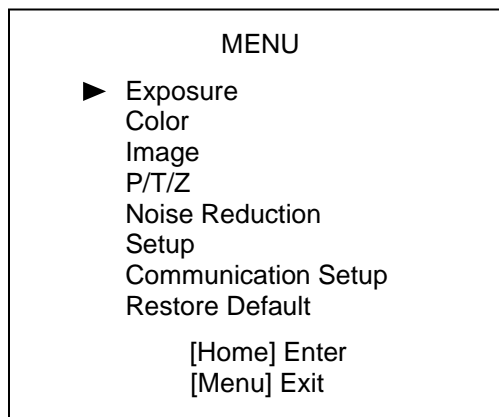 MENU
Exposure
Color
Image
P/T/Z
Noise Reduction
Setup
Communication Setup
Restore Default
[Home] Enter
[Menu] Exit